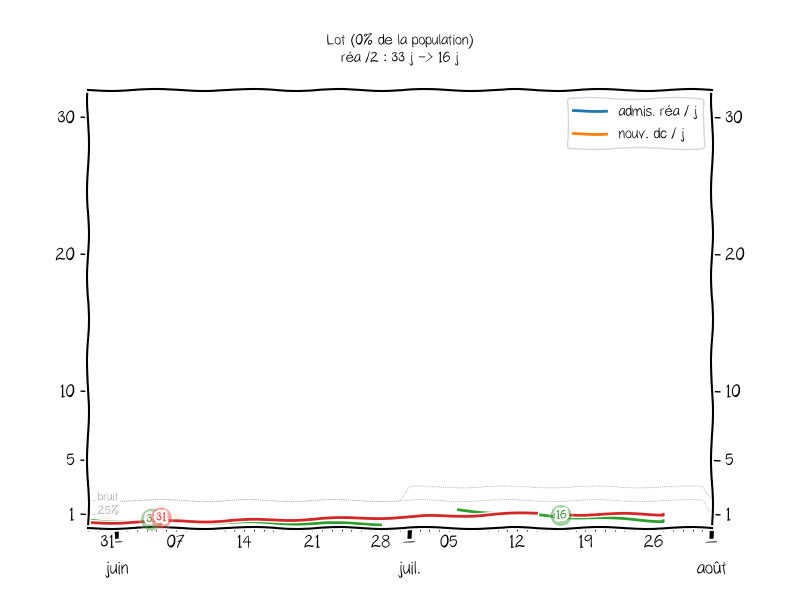 Lot (0% de la population)
réa /2 : 33 j -> 16 j
admis. réa / j
nouv. dc / j
30 30
20 20
10 10
5 5
bruit
25%
1 31 16 1
31 07 14 21 28 05 12 19 26
juin juil. août